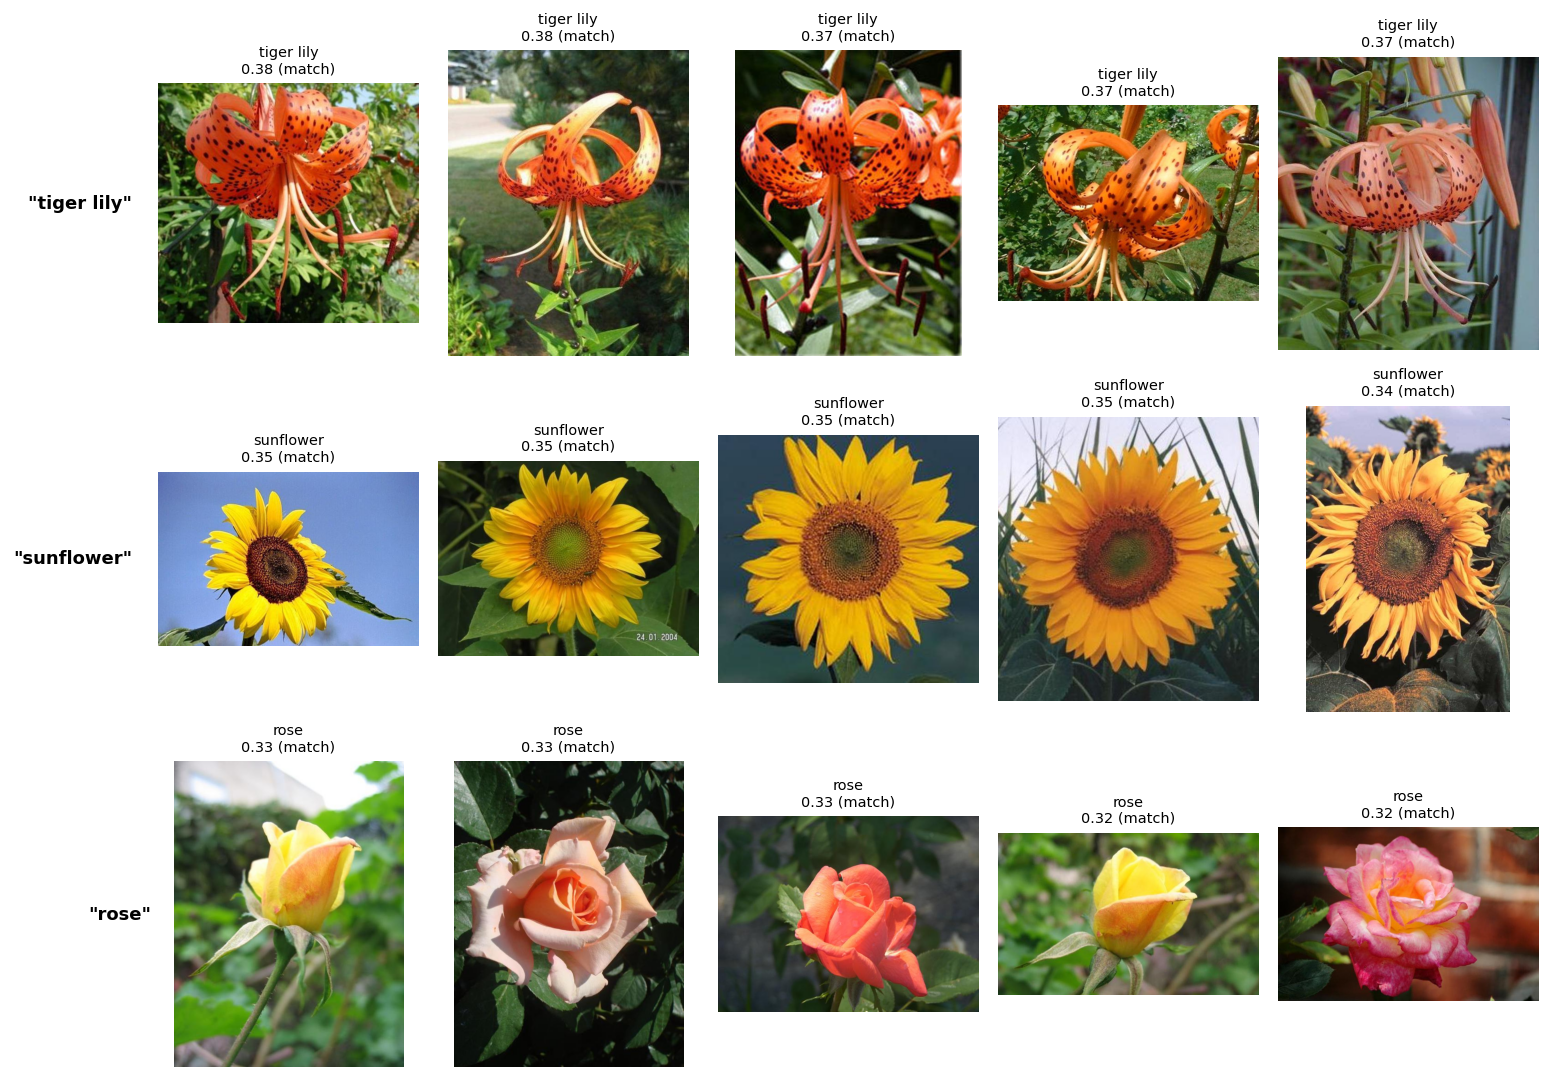 tiger lily
0.38 (match)
tiger lily
0.38 (match)
tiger lily
0.37 (match)
tiger lily
0.37 (match)
tiger lily
0.37 (match)
"tiger lily"
sunflower
0.35 (match)
sunflower
0.35 (match)
sunflower
0.35 (match)
sunflower
0.35 (match)
sunflower
0.34 (match)
"sunflower"
24 01 2004
rose
0.33 (match)
rose
0.33 (match)
rose
0.33 (match)
rose
0.32 (match)
rose
0.32 (match)
"rose"